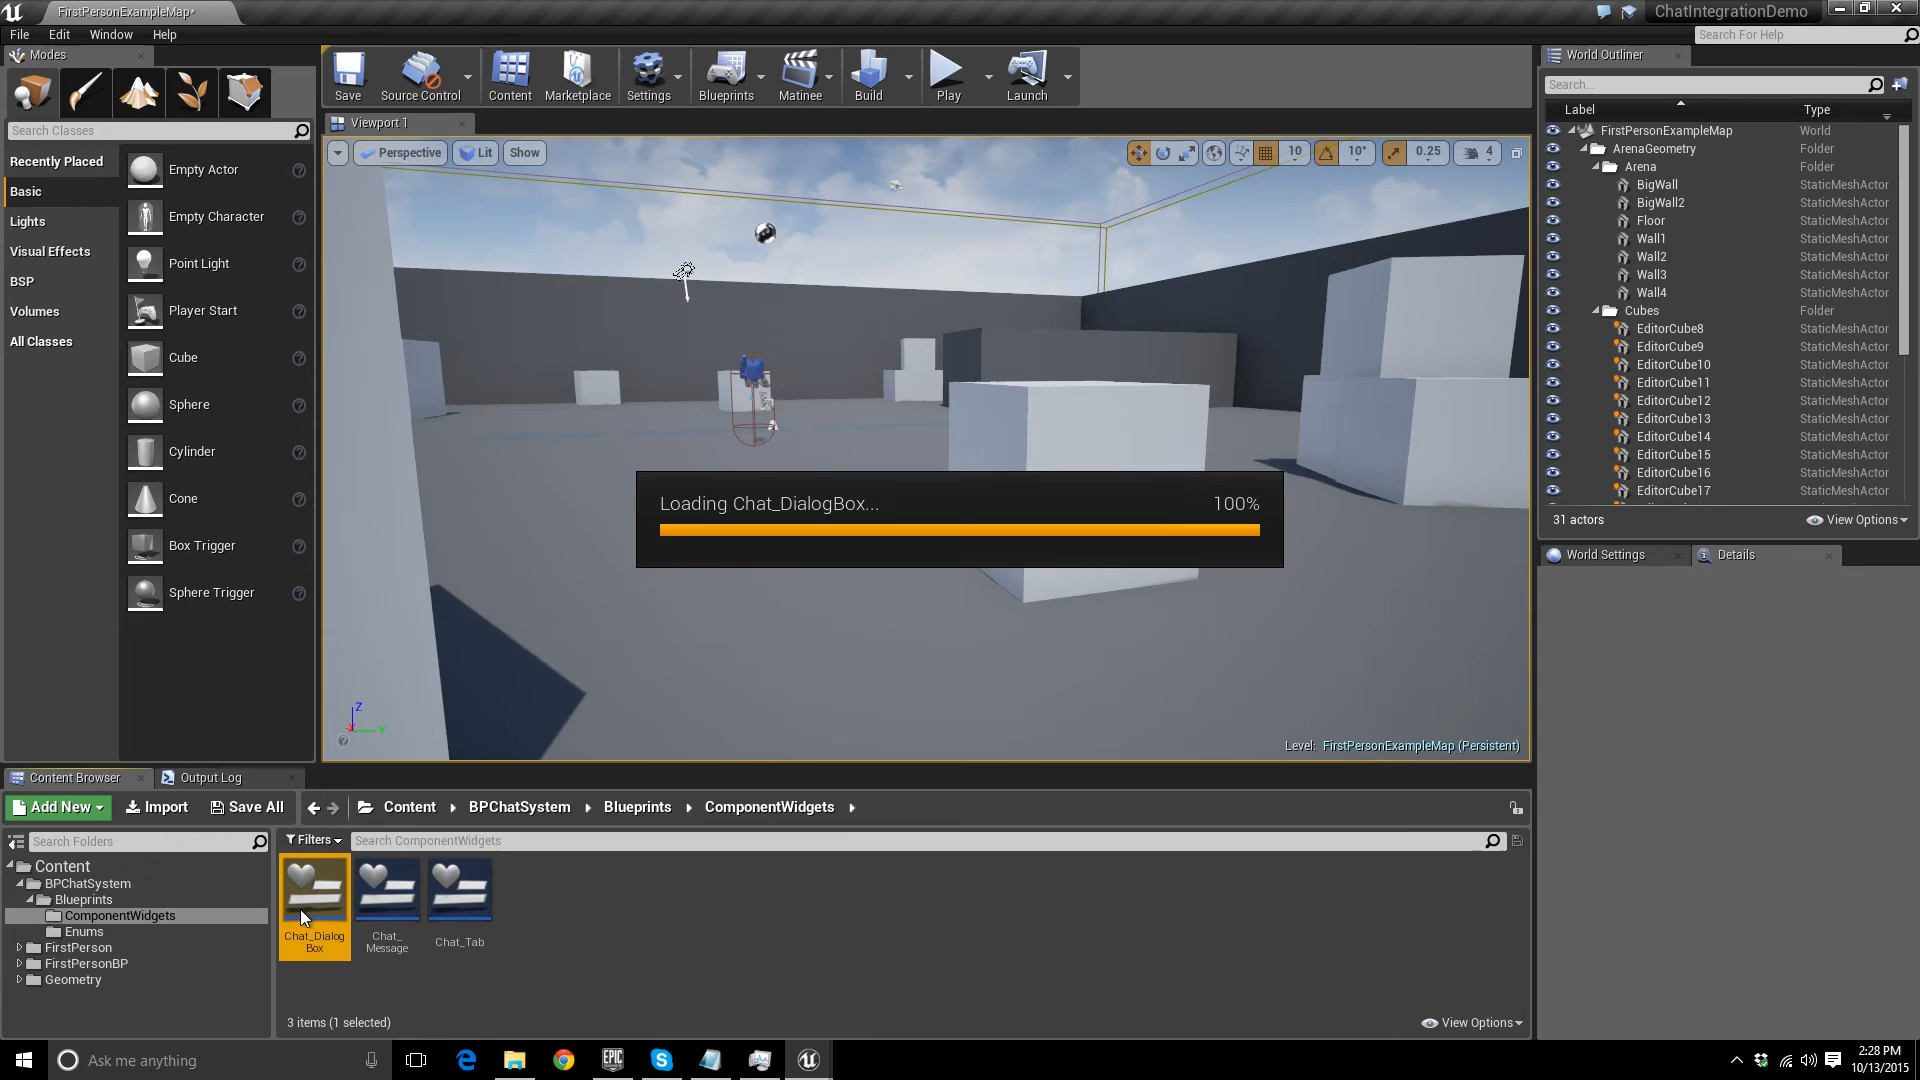 FirstPersonExampleMap*
ChatIntegrationDemo
File Edit Window Help
Search For Help
Modes
Save
Source Control
Content
Marketplace
Settings
Blueprints
Matinee
Build
Play
Launch
World Outliner
Search...
Label Type
Search Classes
Viewport 1
Perspective
Lit
Show
10
10°
0.25
4
Recently Placed
Basic
Lights
Visual Effects
BSP
Volumes
All Classes
Empty Actor
Empty Character
Point Light
Player Start
Cube
Sphere
Cylinder
Cone
Box Trigger
Sphere Trigger
FirstPersonExampleMap World
ArenaGeometry Folder
Arena Folder
BigWall StaticMeshActor
BigWall2 StaticMeshActor
Floor StaticMeshActor
Wall1 StaticMeshActor
Wall2 StaticMeshActor
Wall3 StaticMeshActor
Wall4 StaticMeshActor
Cubes Folder
EditorCube8 StaticMeshActor
EditorCube9 StaticMeshActor
EditorCube10 StaticMeshActor
EditorCube11 StaticMeshActor
EditorCube12 StaticMeshActor
EditorCube13 StaticMeshActor
EditorCube14 StaticMeshActor
EditorCube15 StaticMeshActor
EditorCube16 StaticMeshActor
EditorCube17 StaticMeshActor
31 actors
View Options
World Settings
Details
Loading Chat_DialogBox... 100%
Z
Y
Level: FirstPersonExampleMap (Persistent)
Content Browser
Output Log
Add New
Import
Save All
Content BPChatSystem Blueprints ComponentWidgets
Search Folders
Filters
Search ComponentWidgets
Content
BPChatSystem
Blueprints
ComponentWidgets
Enums
FirstPerson
FirstPersonBP
Geometry
Chat_Dialog
Box
Chat_
Message
Chat_Tab
3 items (1 selected)
View Options
Ask me anything
EPIC
GAMES
2:28 PM
10/13/2015